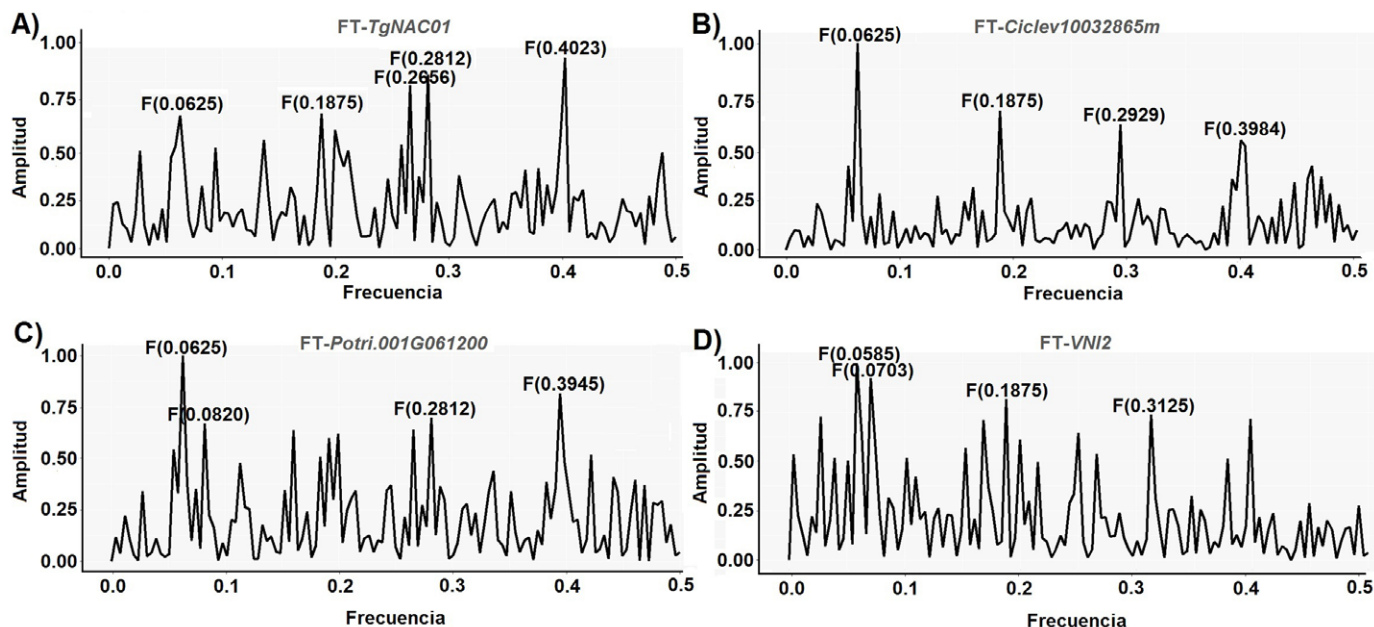 A)
FT-TgNAC01
F(0.4023)
F(0.2812)
F(0.2656)
F(0.0625)
F(0.1875)
1.00
0.75
0.50
0.25
0.00
Amplitud
0.0 0.1 0.2 0.3 0.4 0.5
Frecuencia
B)
FT-Ciclev10032865m
F(0.0625)
F(0.1875)
F(0.2929)
F(0.3984)
1.00
0.75
0.50
0.25
0.00
Amplitud
0.0 0.1 0.2 0.3 0.4 0.5
Frecuencia
C)
FT-Potri.001G061200
F(0.0625)
F(0.3945)
F(0.0820)
F(0.2812)
1.00
0.75
0.50
0.25
0.00
Amplitud
0.0 0.1 0.2 0.3 0.4 0.5
Frecuencia
D)
FT-VNI2
F(0.0585)
F(0.0703)
F(0.1875)
F(0.3125)
1.00
0.75
0.50
0.25
0.00
Amplitud
0.0 0.1 0.2 0.3 0.4 0.5
Frecuencia